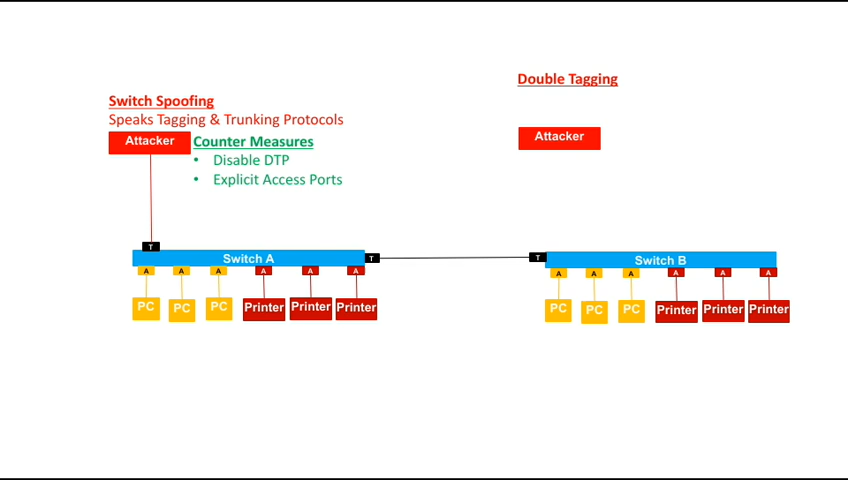 Double Tagging
Switch Spoofing
Speaks Tagging & Trunking Protocols
Attacker
Counter Measures
• Disable DTP
• Explicit Access Ports
Attacker
T
Switch A
T
T
Switch B
A A A A A A
A A A A A A
PC PC PC Printer Printer Printer
PC PC PC Printer Printer Printer